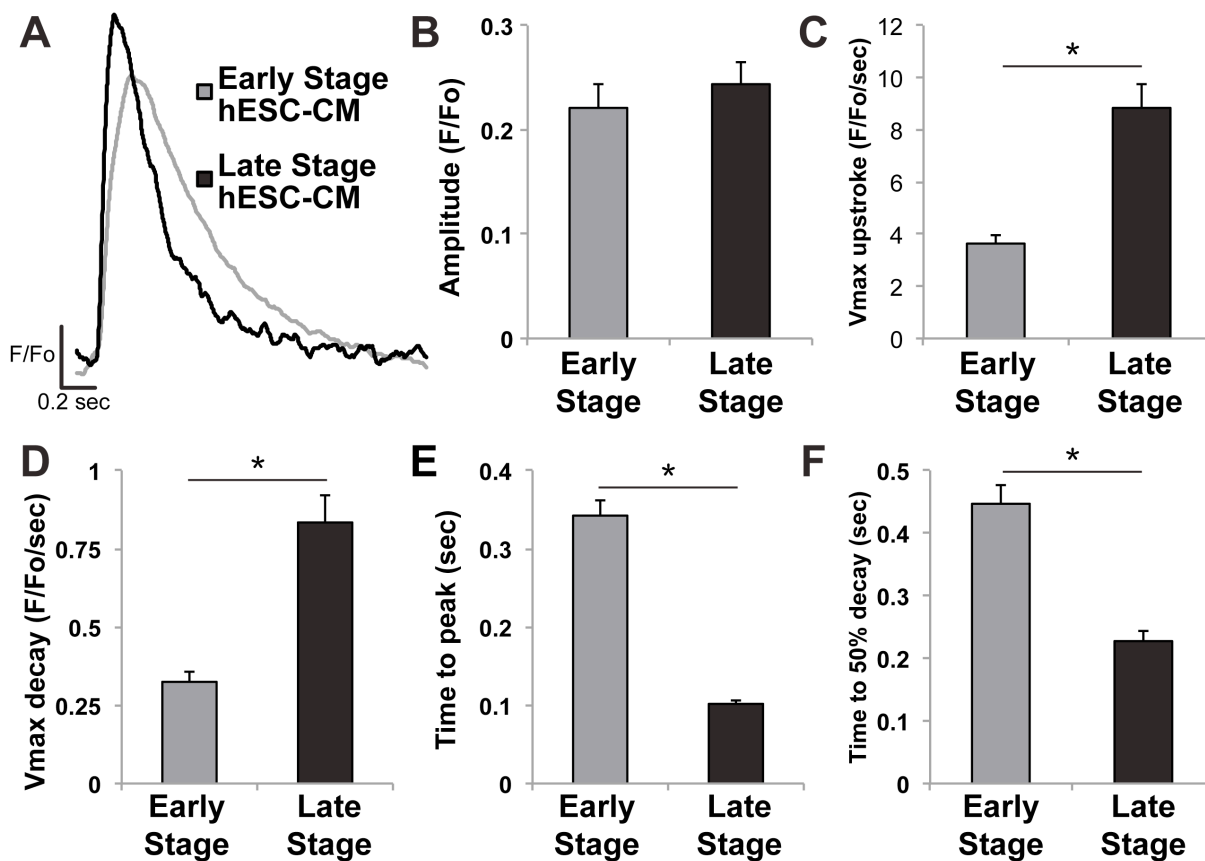 A
Early Stage
hESC-CM
Late Stage
hESC-CM
F/Fo
0.2 sec
B
Amplitude (F/Fo)
0.3
0.2
0.1
0
Early
Stage
Late
Stage
C
Vmax upstroke (F/Fo/sec)
12
10
8
6
4
2
0
*
Early
Stage
Late
Stage
D
Vmax decay (F/Fo/sec)
1
0.75
0.5
0.25
0
*
Early
Stage
Late
Stage
E
Time to peak (sec)
0.4
0.3
0.2
0.1
0
*
Early
Stage
Late
Stage
F
Time to 50% decay (sec)
0.5
0.4
0.3
0.2
0.1
0
*
Early
Stage
Late
Stage